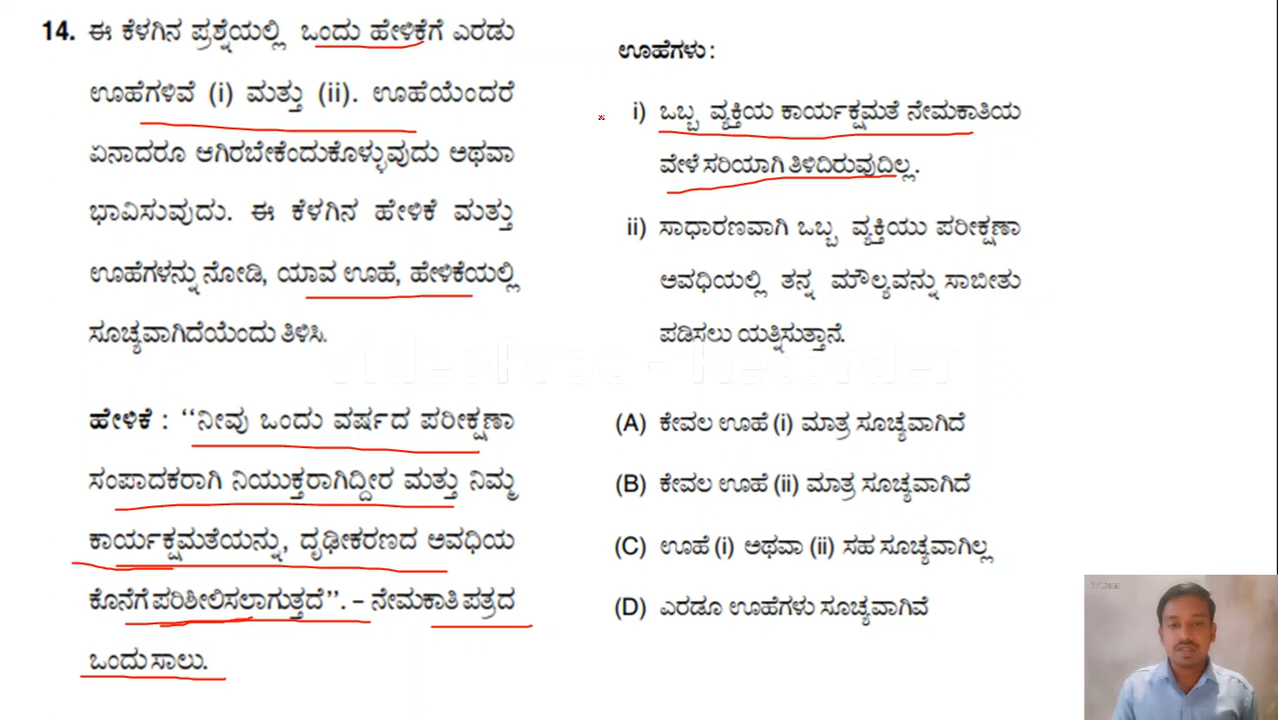 14. ಈ ಕೆಳಗಿನ ಪ್ರಶ್ನೆಯಲ್ಲಿ ಒಂದು ಹೇಳಿಕೆಗೆ ಎರಡು
ಊಹೆಗಳಿವೆ (i) ಮತ್ತು (ii). ಊಹೆಯೆಂದರೆ
ಏನಾದರೂ ಆಗಿರಬೇಕೆಂದುಕೊಳ್ಳುವುದು ಅಥವಾ
ಭಾವಿಸುವುದು. ಈ ಕೆಳಗಿನ ಹೇಳಿಕೆ ಮತ್ತು
ಊಹೆಗಳನ್ನು ನೋಡಿ, ಯಾವ ಊಹೆ, ಹೇಳಿಕೆಯಲ್ಲಿ
ಸೂಚ್ಯವಾಗಿದೆಯೆಂದು ತಿಳಿಸಿ.
ಹೇಳಿಕೆ : ‘‘ನೀವು ಒಂದು ವರ್ಷದ ಪರೀಕ್ಷಣಾ
ಸಂಪಾದಕರಾಗಿ ನಿಯುಕ್ತರಾಗಿದ್ದೀರ ಮತ್ತು ನಿಮ್ಮ
ಕಾರ್ಯಕ್ಷಮತೆಯನ್ನು, ದೃಢೀಕರಣದ ಅವಧಿಯ
ಕೊನೆಗೆ ಪರಿಶೀಲಿಸಲಾಗುತ್ತದೆ’’. – ನೇಮಕಾತಿ ಪತ್ರದ
ಒಂದು ಸಾಲು.
ಊಹೆಗಳು :
i) ಒಬ್ಬ ವ್ಯಕ್ತಿಯ ಕಾರ್ಯಕ್ಷಮತೆ ನೇಮಕಾತಿಯ
ವೇಳೆ ಸರಿಯಾಗಿ ತಿಳಿದಿರುವುದಿಲ್ಲ.
ii) ಸಾಧಾರಣವಾಗಿ ಒಬ್ಬ ವ್ಯಕ್ತಿಯು ಪರೀಕ್ಷಣಾ
ಅವಧಿಯಲ್ಲಿ ತನ್ನ ಮೌಲ್ಯವನ್ನು ಸಾಬೀತು
ಪಡಿಸಲು ಯತ್ನಿಸುತ್ತಾನೆ.
(A) ಕೇವಲ ಊಹೆ (i) ಮಾತ್ರ ಸೂಚ್ಯವಾಗಿದೆ
(B) ಕೇವಲ ಊಹೆ (ii) ಮಾತ್ರ ಸೂಚ್ಯವಾಗಿದೆ
(C) ಊಹೆ (i) ಅಥವಾ (ii) ಸಹ ಸೂಚ್ಯವಾಗಿಲ್ಲ
(D) ಎರಡೂ ಊಹೆಗಳು ಸೂಚ್ಯವಾಗಿವೆ